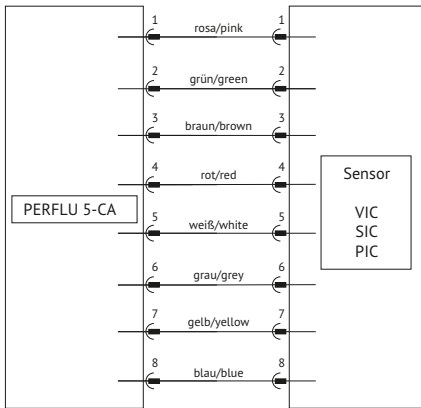 1 rosa/pink 1
2 grün/green 2
3 braun/brown 3
4 rot/red 4
PERFLU 5-CA
5 weiß/white 5
6 grau/grey 6
7 gelb/yellow 7
8 blau/blue 8
Sensor
VIC
SIC
PIC